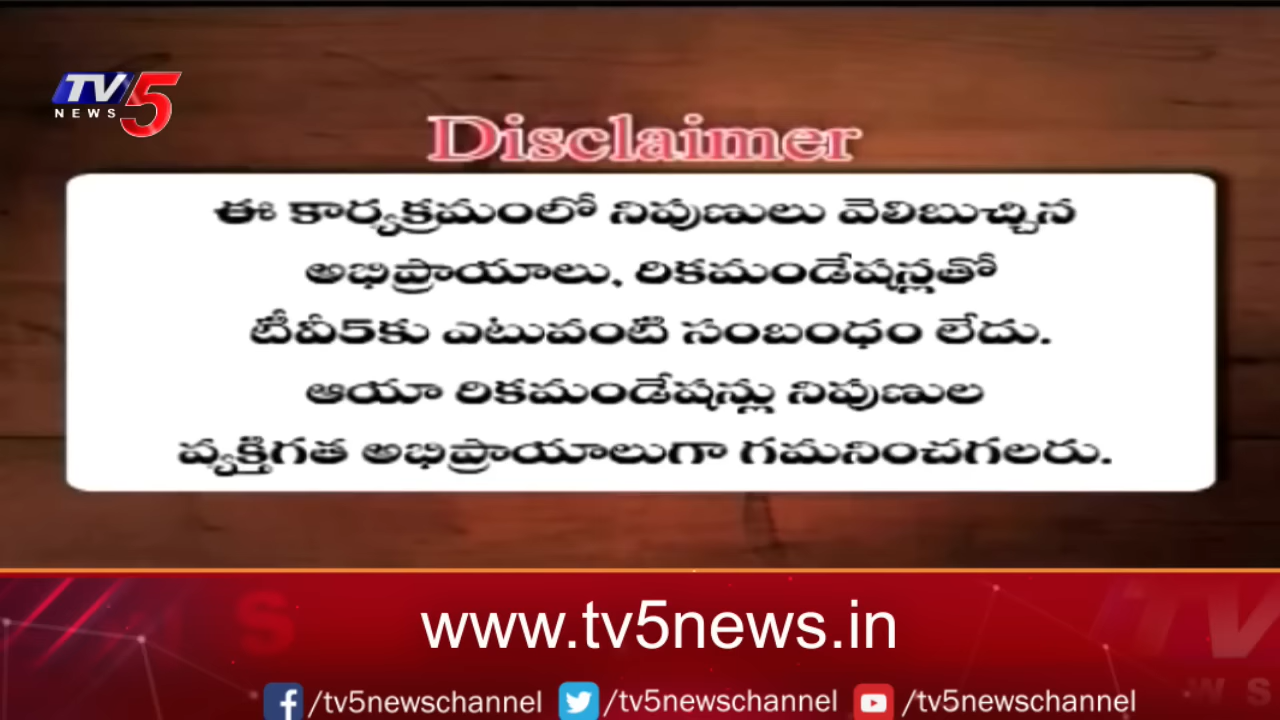 TV5
NEWS
Disclaimer
ఈ కార్యక్రమంలో నిపుణులు వెలిబుచ్చిన
అభిప్రాయాలు, రికమండేషన్లతో
టీవీ5కు ఎటువంటి సంబంధం లేదు.
ఆయా రికమండేషన్లు నిపుణుల
వ్యక్తిగత అభిప్రాయాలుగా గమనించగలరు.
www.tv5news.in
/tv5newschannel /tv5newschannel /tv5newschannel